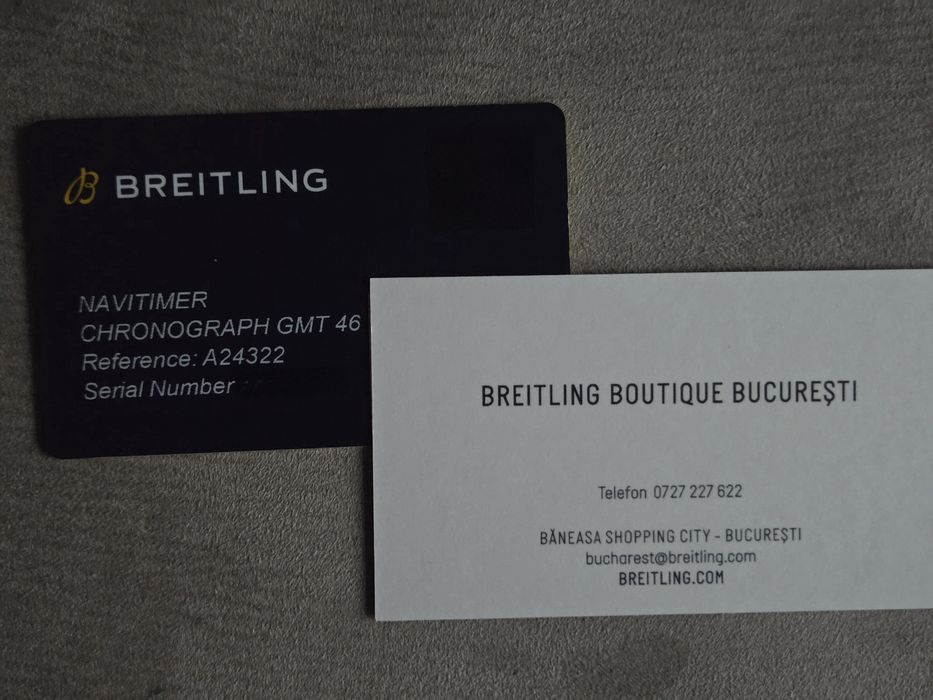 BREITLING
NAVITIMER
CHRONOGRAPH GMT 46
Reference: A24322
Serial Number
BREITLING BOUTIQUE BUCUREȘTI
Telefon 0727 227 622
BĂNEASA SHOPPING CITY - BUCUREȘTI
bucharest@breitling.com
BREITLING.COM